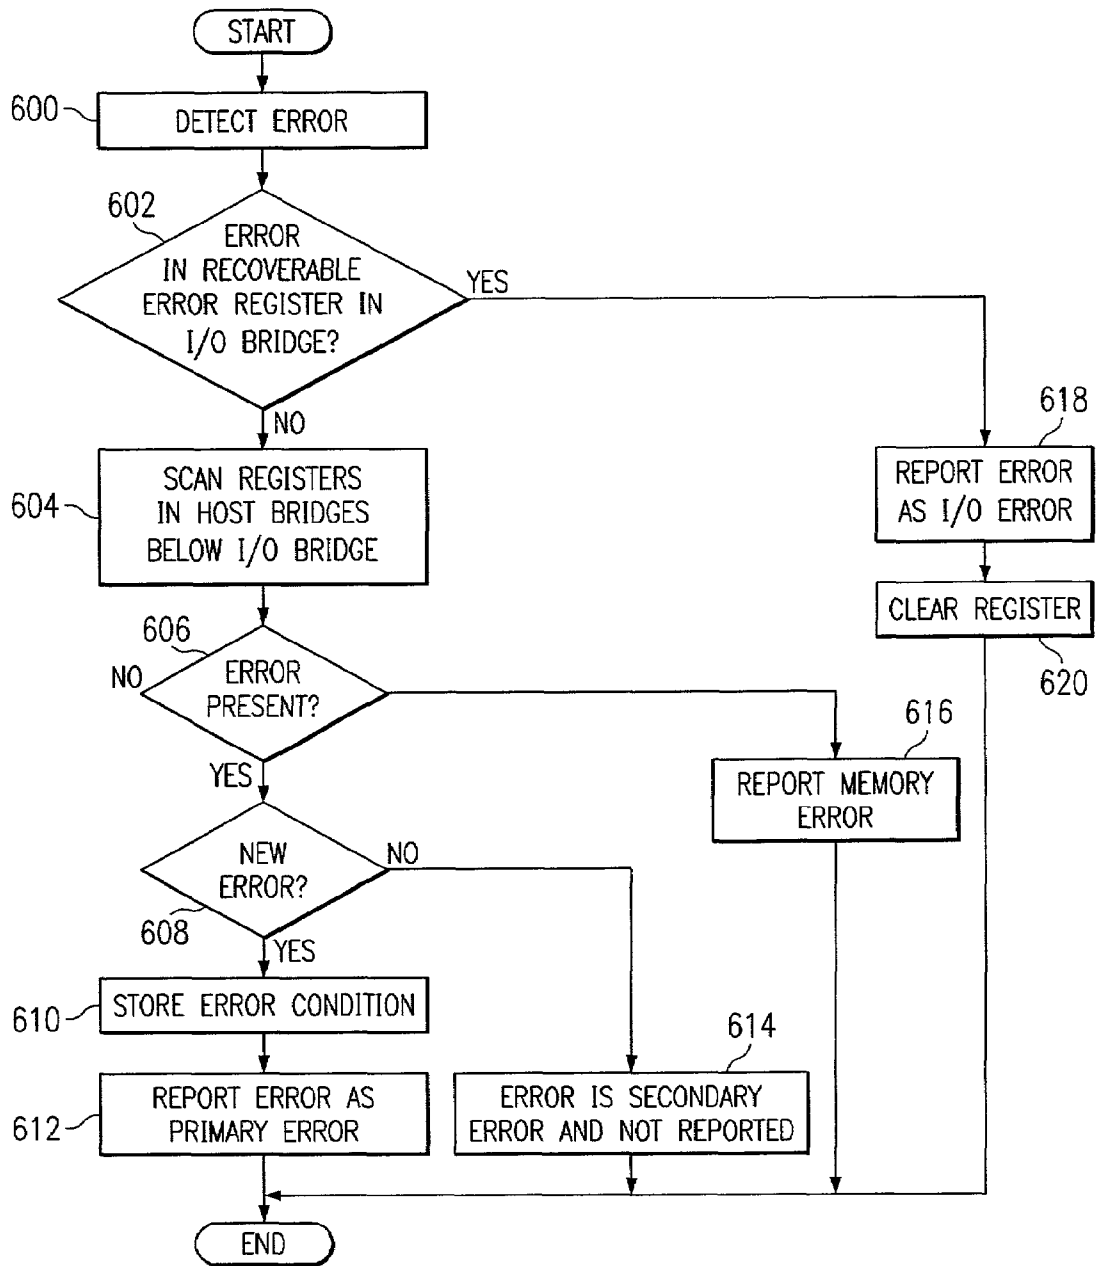 START
600
DETECT ERROR
602
ERROR
IN RECOVERABLE
ERROR REGISTER IN
I/O BRIDGE?
YES
NO
618
REPORT ERROR
AS I/O ERROR
604
SCAN REGISTERS
IN HOST BRIDGES
BELOW I/O BRIDGE
CLEAR REGISTER
620
606
NO
ERROR
PRESENT?
YES
616
REPORT MEMORY
ERROR
NEW
ERROR?
NO
608
YES
610
STORE ERROR CONDITION
614
612
REPORT ERROR AS
PRIMARY ERROR
ERROR IS SECONDARY
ERROR AND NOT REPORTED
END